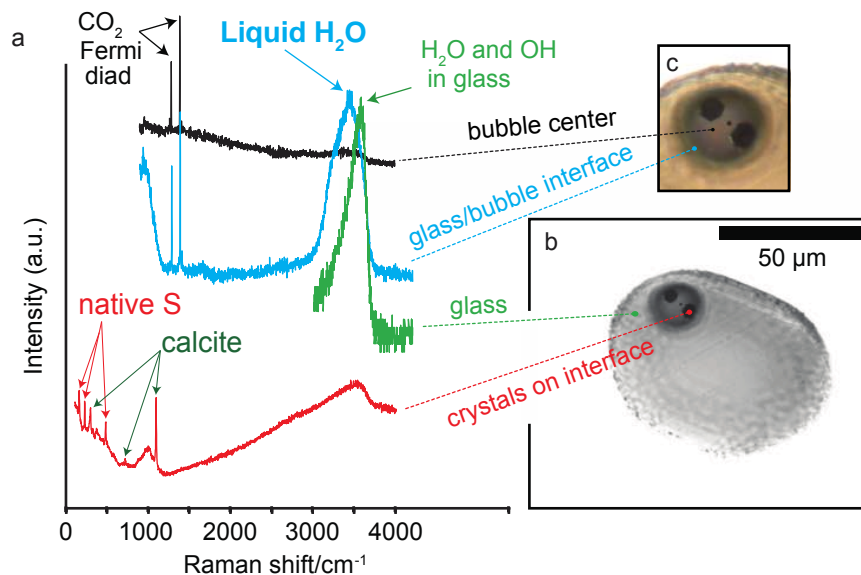 a
CO2
Fermi
diad
Liquid H2O
H2O and OH
in glass
c
bubble center
glass/bubble interface
b
50 µm
native S
calcite
glass
crystals on interface
Intensity (a.u.)
0 1000 2000 3000 4000
Raman shift/cm-1